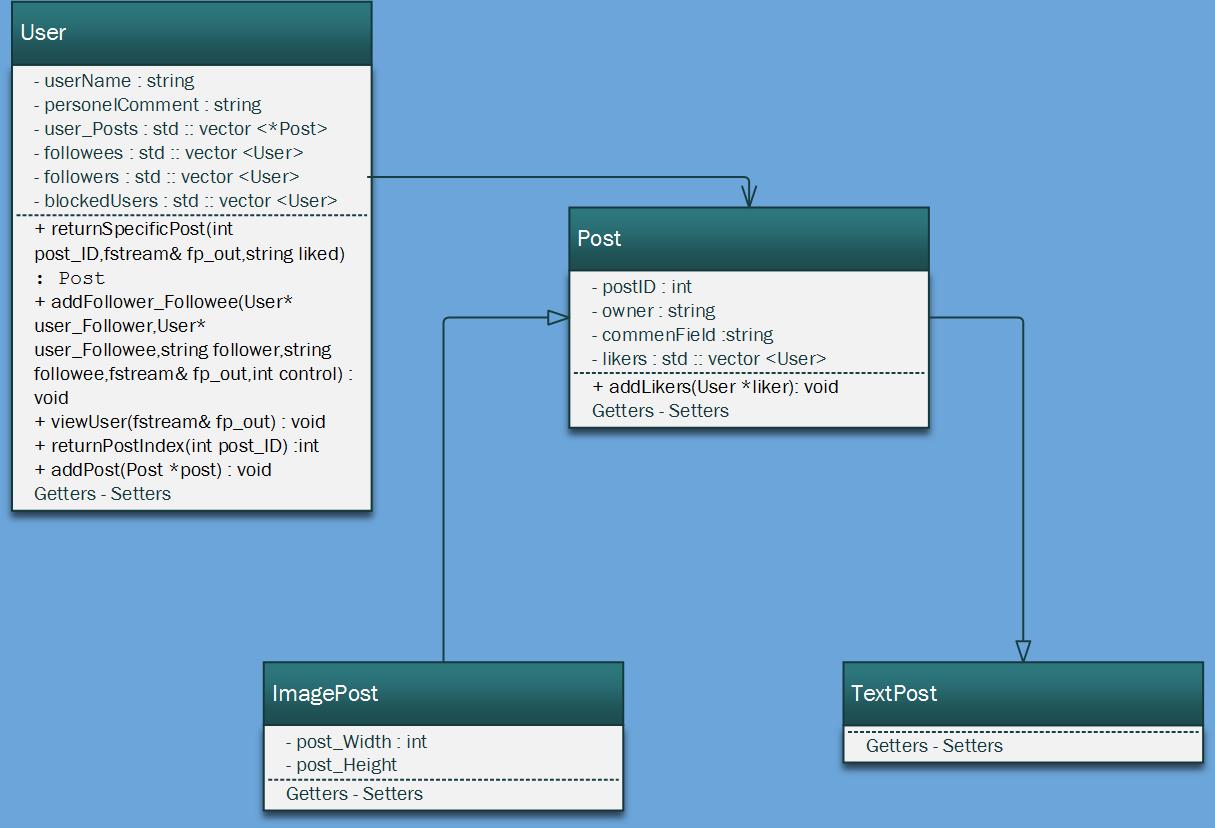 User
- userName : string
- personelComment : string
- user_Posts : std :: vector <*Post>
- followees : std :: vector <User>
- followers : std :: vector <User>
- blockedUsers : std :: vector <User>
+ returnSpecificPost(int
post_ID,fstream& fp_out,string liked)
: Post
+ addFollower_Followee(User*
user_Follower,User*
user_Followee,string follower,string
followee,fstream& fp_out,int control) :
void
+ viewUser(fstream& fp_out) : void
+ returnPostIndex(int post_ID) :int
+ addPost(Post *post) : void
Getters - Setters
Post
- postID : int
- owner : string
- commenField :string
- likers : std :: vector <User>
+ addLikers(User *liker): void
Getters - Setters
ImagePost
- post_Width : int
- post_Height
Getters - Setters
TextPost
Getters - Setters